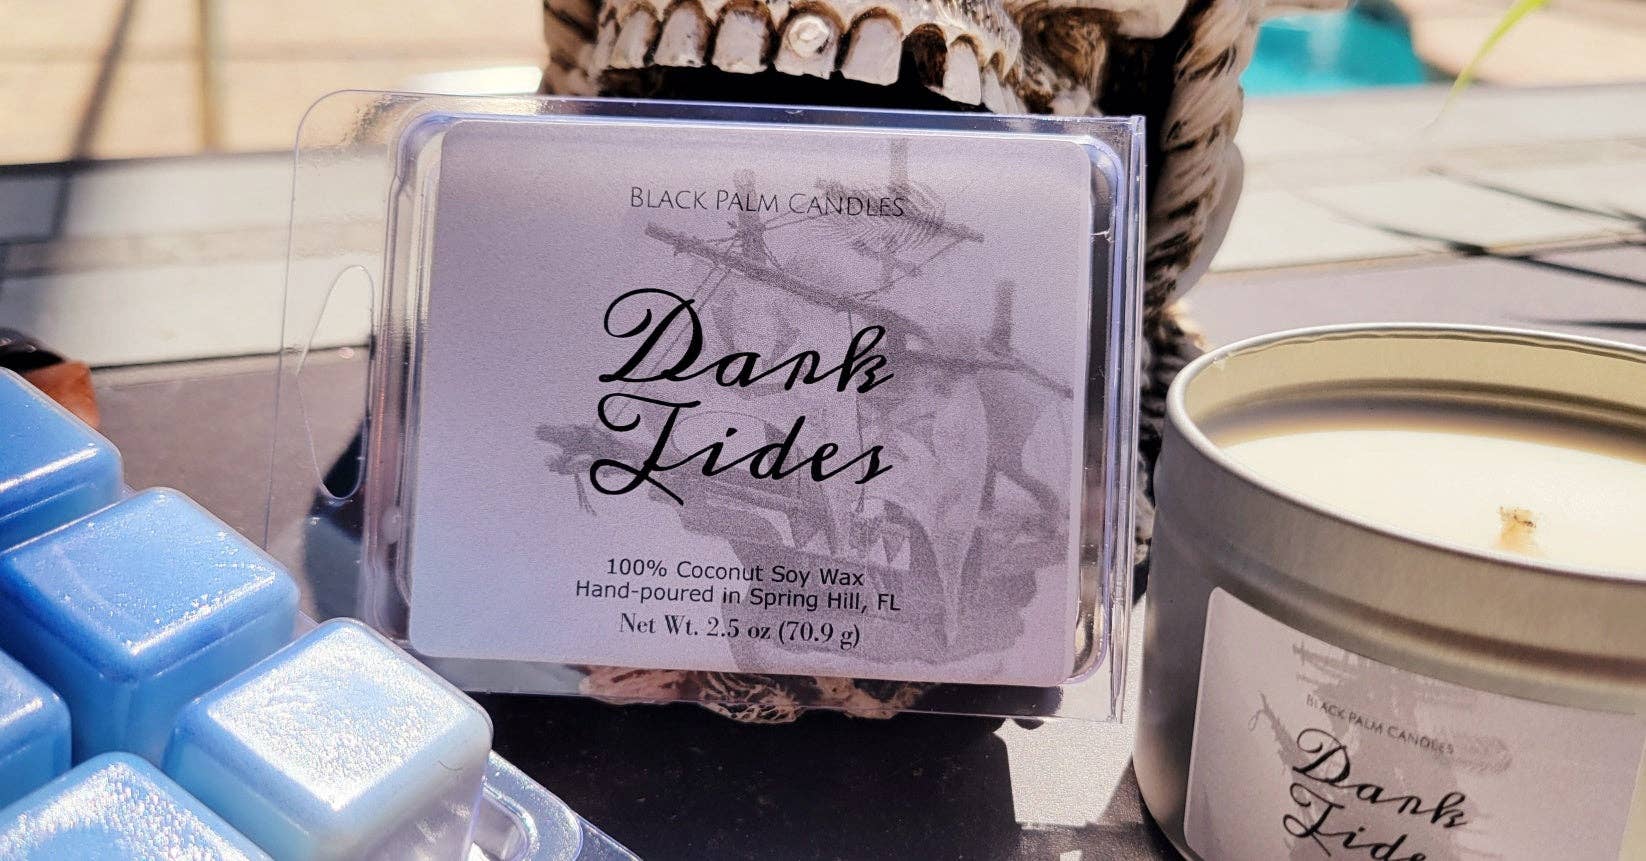 BLACK PALM CANDLES
Dark
Tides
100% Coconut Soy Wax
Hand-poured in Spring Hill, FL
Net Wt. 2.5 oz (70.9 g)
BLACK PALM CANDLES
Dark
Tides